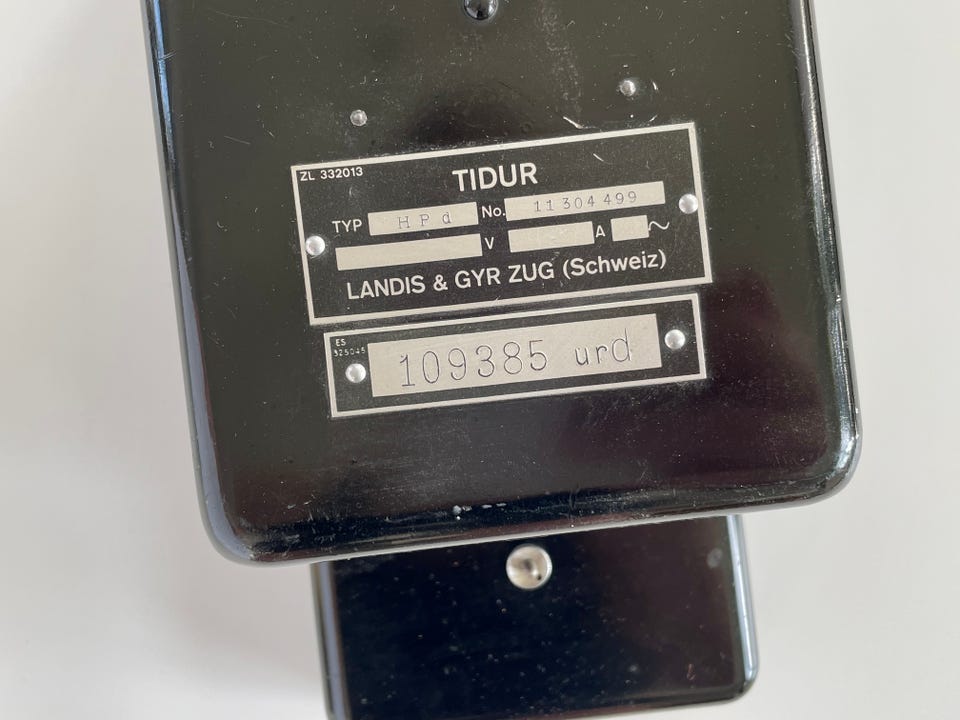 ZL 332013
TIDUR
TYP HPd No. 11304499
V A ~
LANDIS & GYR ZUG (Schweiz)
ES
325045
109385 urd